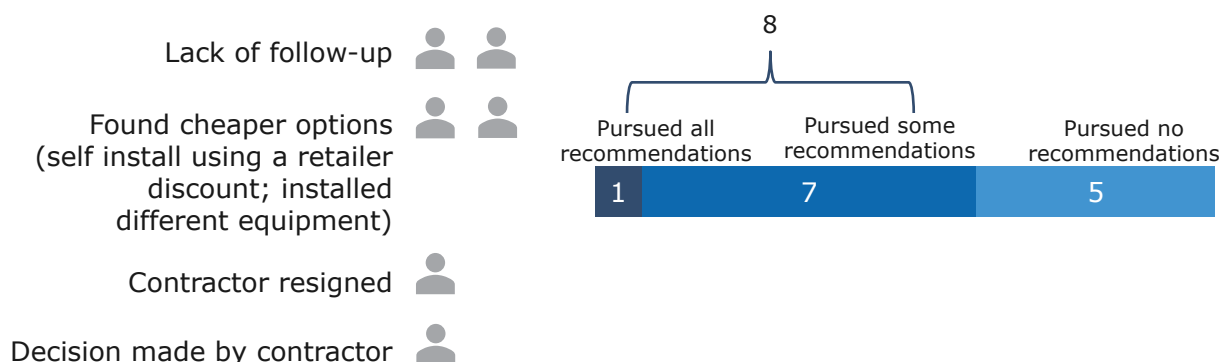 Lack of follow-up
Found cheaper options
(self install using a retailer
discount; installed
different equipment)
Contractor resigned
Decision made by contractor
8
Pursued all
recommendations
Pursued some
recommendations
Pursued no
recommendations
1
7
5